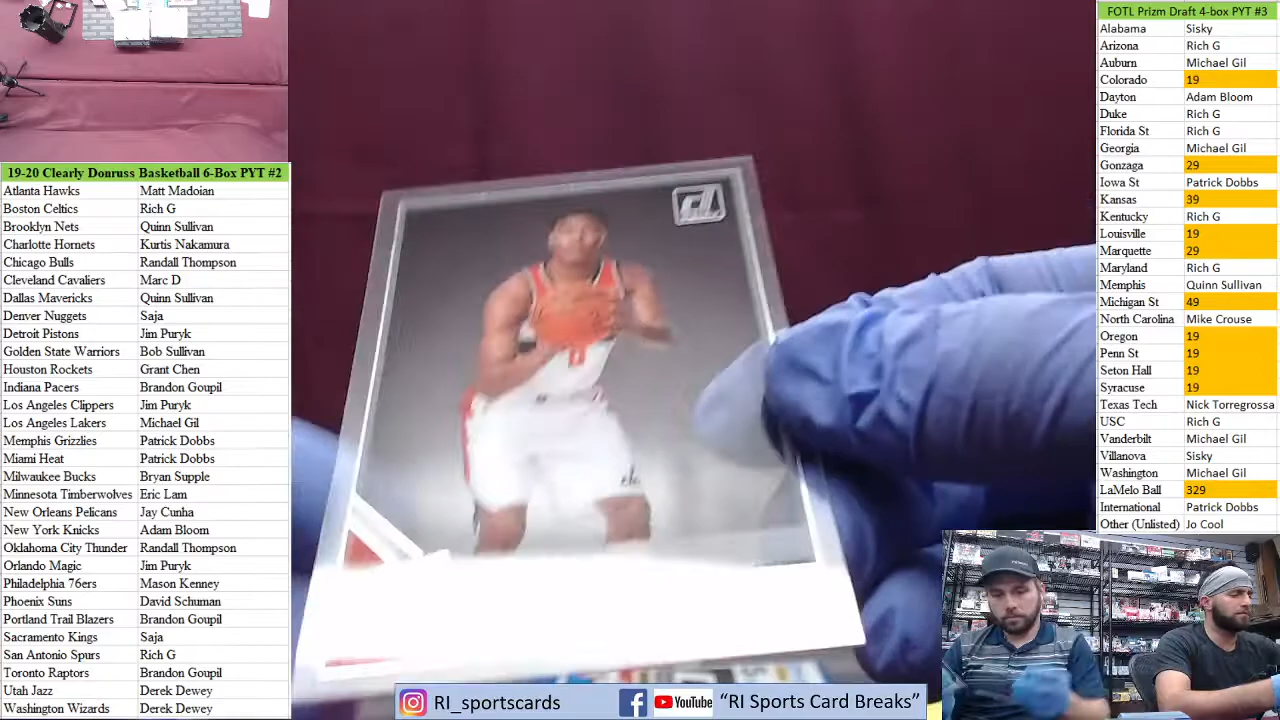 19-20 Clearly Donruss Basketball 6-Box PYT #2
Atlanta Hawks Matt Madoian
Boston Celtics Rich G
Brooklyn Nets Quinn Sullivan
Charlotte Hornets Kurtis Nakamura
Chicago Bulls Randall Thompson
Cleveland Cavaliers Marc D
Dallas Mavericks Quinn Sullivan
Denver Nuggets Saja
Detroit Pistons Jim Puryk
Golden State Warriors Bob Sullivan
Houston Rockets Grant Chen
Indiana Pacers Brandon Goupil
Los Angeles Clippers Jim Puryk
Los Angeles Lakers Michael Gil
Memphis Grizzlies Patrick Dobbs
Miami Heat Patrick Dobbs
Milwaukee Bucks Bryan Supple
Minnesota Timberwolves Eric Lam
New Orleans Pelicans Jay Cunha
New York Knicks Adam Bloom
Oklahoma City Thunder Randall Thompson
Orlando Magic Jim Puryk
Philadelphia 76ers Mason Kenney
Phoenix Suns David Schuman
Portland Trail Blazers Brandon Goupil
Sacramento Kings Saja
San Antonio Spurs Rich G
Toronto Raptors Brandon Goupil
Utah Jazz Derek Dewey
Washington Wizards Derek Dewey
FOTL Prizm Draft 4-box PYT #3
Alabama Sisky
Arizona Rich G
Auburn Michael Gil
Colorado 19
Dayton Adam Bloom
Duke Rich G
Florida St Rich G
Georgia Michael Gil
Gonzaga 29
Iowa St Patrick Dobbs
Kansas 39
Kentucky Rich G
Louisville 19
Marquette 29
Maryland Rich G
Memphis Quinn Sullivan
Michigan St 49
North Carolina Mike Crouse
Oregon 19
Penn St 19
Seton Hall 19
Syracuse 19
Texas Tech Nick Torregrossa
USC Rich G
Vanderbilt Michael Gil
Villanova Sisky
Washington Michael Gil
LaMelo Ball 329
International Patrick Dobbs
Other (Unlisted) Jo Cool
RI_sportscards
YouTube "RI Sports Card Breaks"